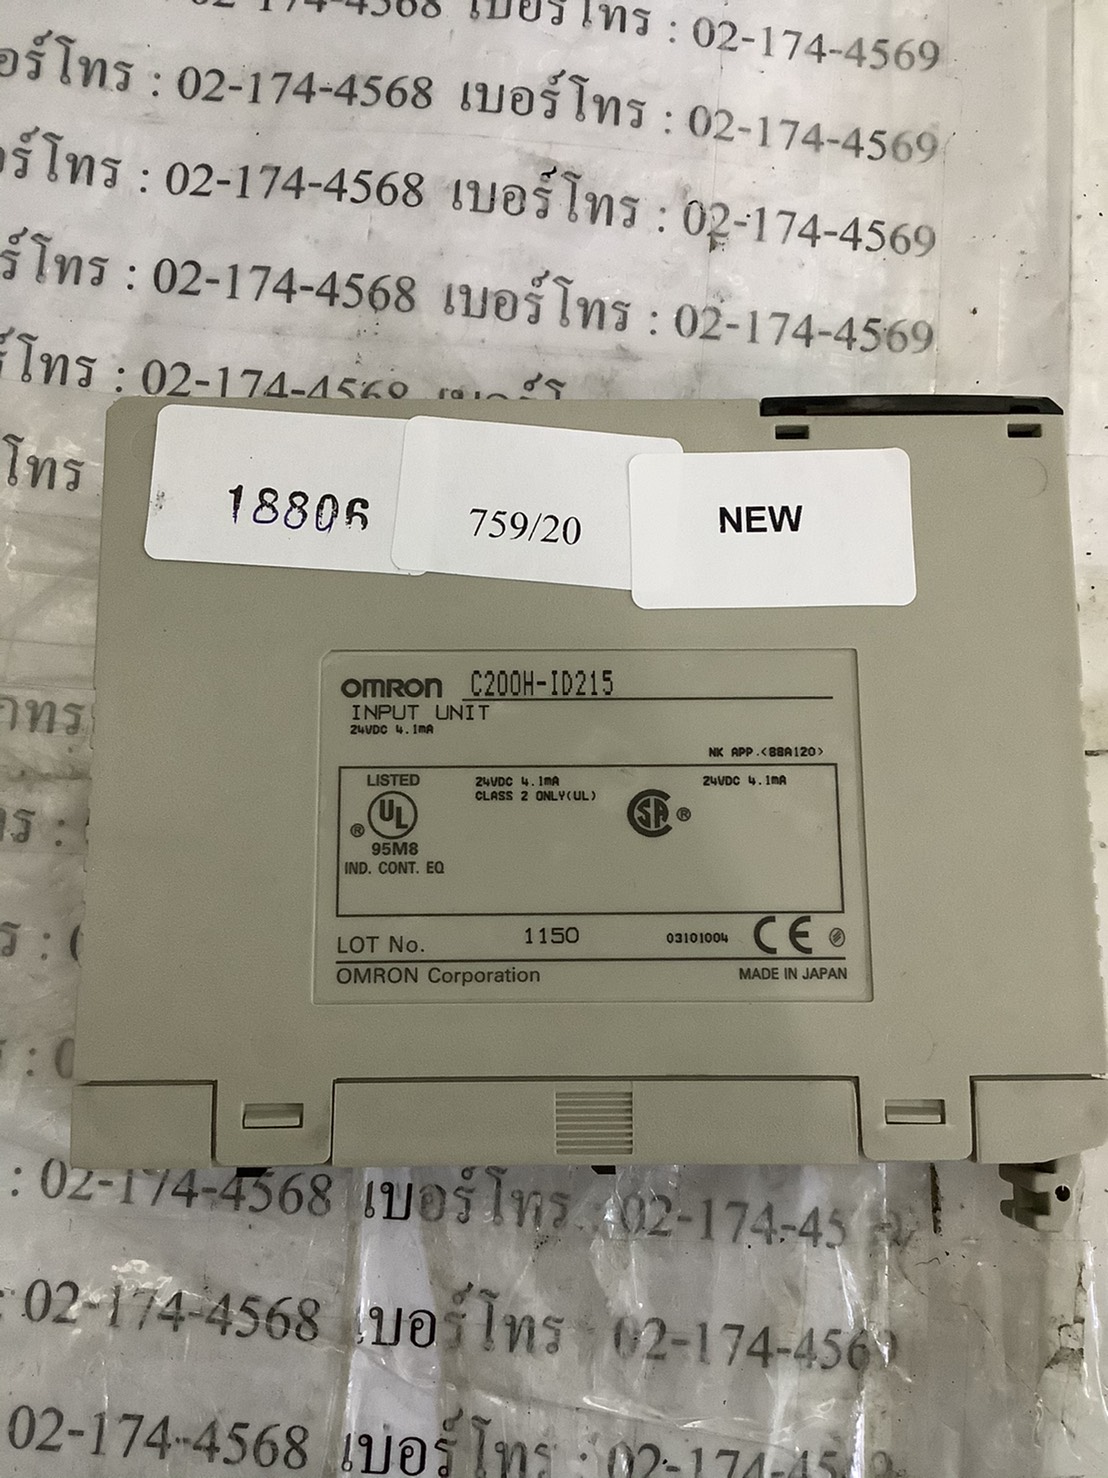 02-174-4568 เบอร์โทร : 02-174-4569
อร์โทร : 02-174-4568 เบอร์โทร : 02-174-4569
อร์โทร : 02-174-4568 เบอร์โทร : 02-174-4569
ร์โทร : 02-174-4568 เบอร์โทร : 02-174-4569
ร์โทร : 02-174-4568
โทร
18806
759/20
NEW
OMRON C200H-ID215
INPUT UNIT
24VDC 4.1mA
NK APP.<88A120>
LISTED
UL
®
95M8
IND. CONT. EQ
24VDC 4.1mA
CLASS 2 ONLY(UL)
SA ®
24VDC 4.1mA
LOT No. 1150 03101004 CE
OMRON Corporation MADE IN JAPAN
: 02-174-4568 เบอร์โทร : 02-174-45
: 02-174-4568 เบอร์โทร 02-174-4569
02-174-4568 เบอร์โทร : 02-174-45